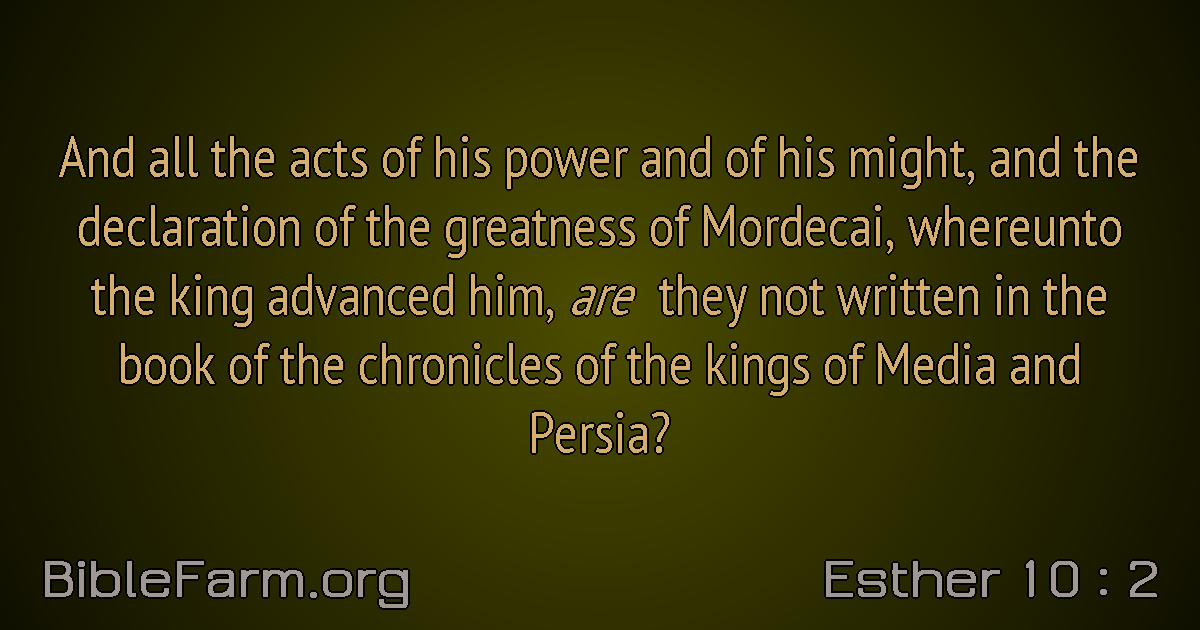 And all the acts of his power and of his might, and the
declaration of the greatness of Mordecai, whereunto
the king advanced him, are they not written in the
book of the chronicles of the kings of Media and
Persia?
BibleFarm.org
Esther 10 : 2